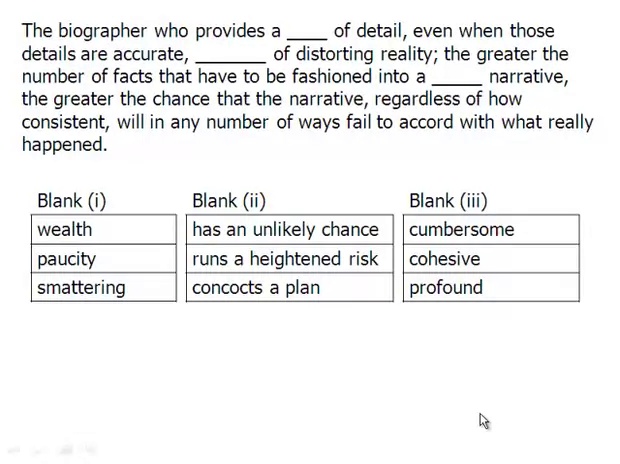 The biographer who provides a ____ of detail, even when those
details are accurate, _______ of distorting reality; the greater the
number of facts that have to be fashioned into a _____ narrative,
the greater the chance that the narrative, regardless of how
consistent, will in any number of ways fail to accord with what really
happened.
Blank (i) Blank (ii) Blank (iii)
wealth has an unlikely chance cumbersome
paucity runs a heightened risk cohesive
smattering concocts a plan profound